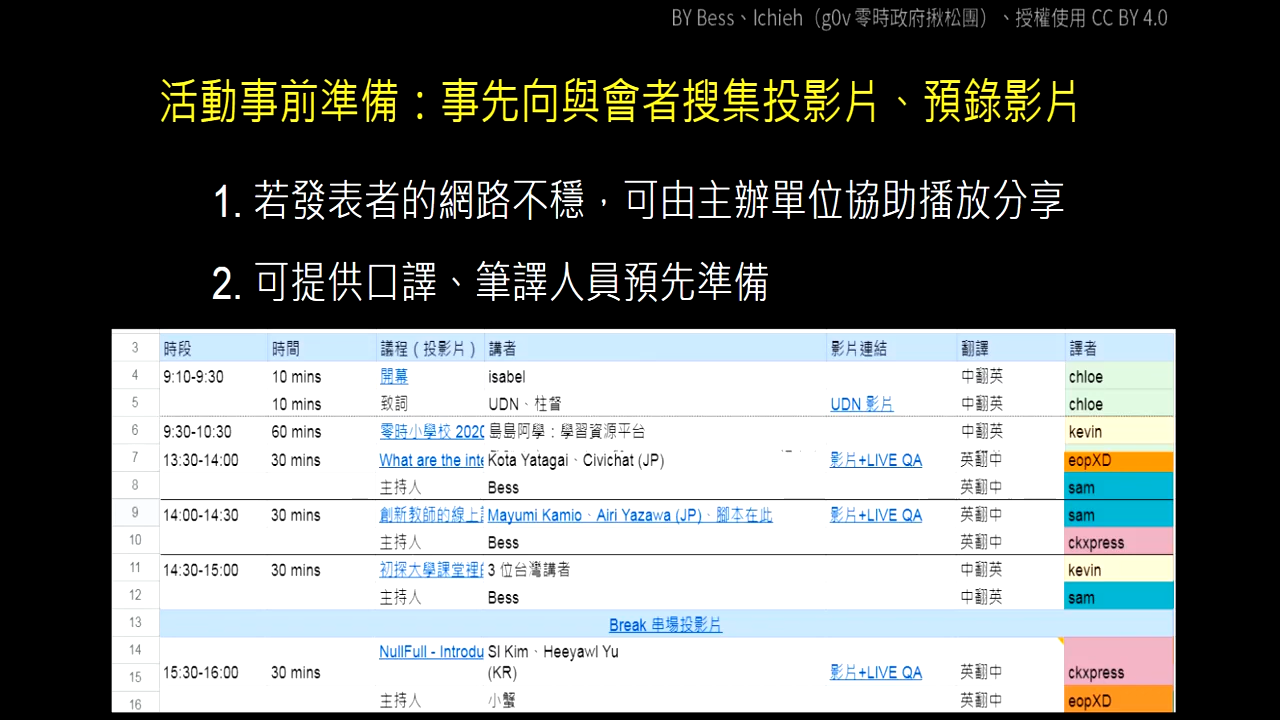 BY Bess、Ichieh（g0v 零時政府揪松團）、授權使用 CC BY 4.0
活動事前準備：事先向與會者搜集投影片、預錄影片
1. 若發表者的網路不穩，可由主辦單位協助播放分享
2. 可提供口譯、筆譯人員預先準備
3 時段 時間 議程（投影片） 講者 影片連結 翻譯 譯者
4 9:10-9:30 10 mins 開幕 isabel 中翻英 chloe
5 10 mins 致詞 UDN、柱督 UDN 影片 中翻英 chloe
6 9:30-10:30 60 mins 零時小學校 2020 島島阿學：學習資源平台 中翻英 kevin
7 13:30-14:00 30 mins What are the inte Kota Yatagai、Civichat (JP) 影片+LIVE QA 英翻中 eopXD
8 主持人 Bess 英翻中 sam
9 14:00-14:30 30 mins 創新教師的線上 Mayumi Kamio、Airi Yazawa (JP)、腳本在此 影片+LIVE QA 英翻中 sam
10 主持人 Bess 英翻中 ckxpress
11 14:30-15:00 30 mins 初探大學課堂裡的 3 位台灣講者 中翻英 kevin
12 主持人 Bess 中翻英 sam
13 Break 串場投影片
14 NullFull - Introdu SI Kim、Heeyawl Yu
15 15:30-16:00 30 mins (KR) 影片+LIVE QA 英翻中 ckxpress
16 主持人 小蟹 英翻中 eopXD